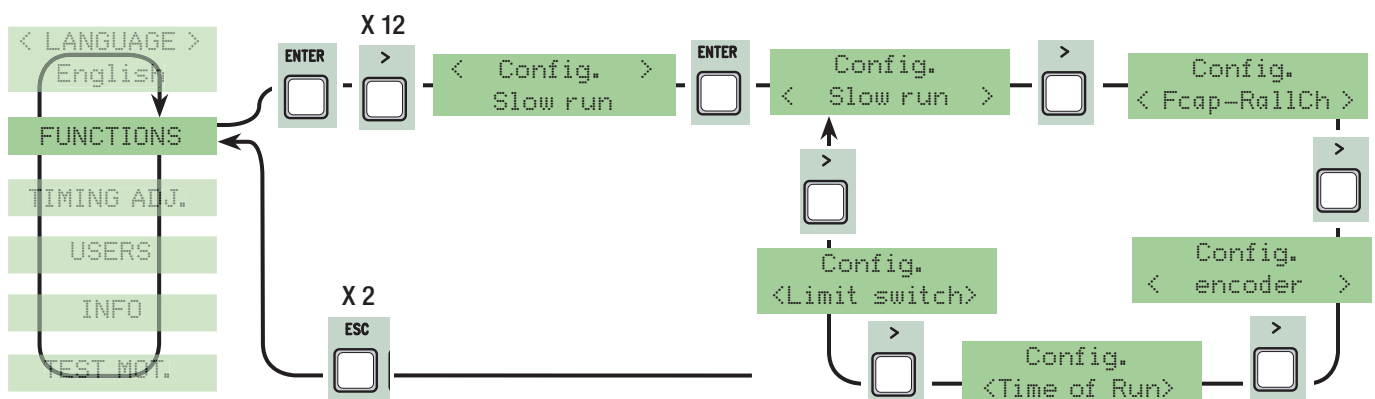 X 12
< LANGUAGE >
English
ENTER
>
< Config. >
Slow run
ENTER
Config.
< Slow run >
>
Config.
< Fcap-RallCh >
FUNCTIONS
>
>
TIMING ADJ.
USERS
Config.
<Limit switch>
Config.
< encoder >
INFO
X 2
ESC
>
>
TEST MOT.
Config.
<Time of Run>